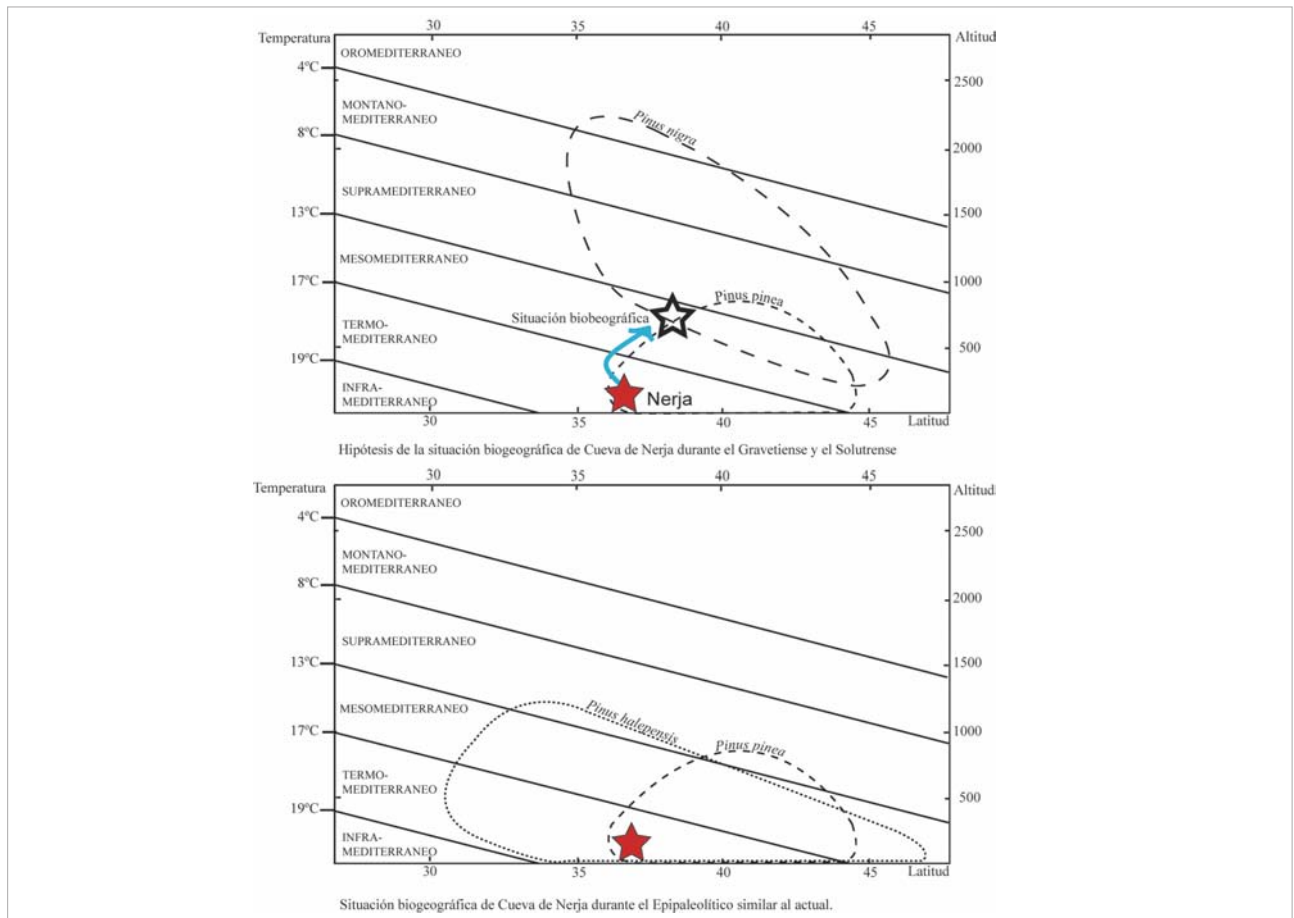 30 35 40 45
Temperatura Altitud
OROMEDITERRANEO
4ºC 2500
MONTANO-
MEDITERRANEO
Pinus nigra
8ºC 2000
SUPRAMEDITERRANEO
13ºC 1500
MESOMEDITERRANEO
17ºC 1000
Pinus pinea
Situación biobeográfica
TERMO-
MEDITERRANEO
500
19ºC
INFRA-
MEDITERRANEO
Nerja
30 35 40 45 Latitud
Hipótesis de la situación biogeográfica de Cueva de Nerja durante el Gravetiense y el Solutrense
30 35 40 45
Temperatura Altitud
OROMEDITERRANEO
4ºC 2500
MONTANO-
MEDITERRANEO
8ºC 2000
SUPRAMEDITERRANEO
13ºC 1500
MESOMEDITERRANEO
Pinus halepensis
17ºC 1000
Pinus pinea
TERMO-
MEDITERRANEO
500
19ºC
INFRA-
MEDITERRANEO
30 35 40 45 Latitud
Situación biogeográfica de Cueva de Nerja durante el Epipaleolítico similar al actual.